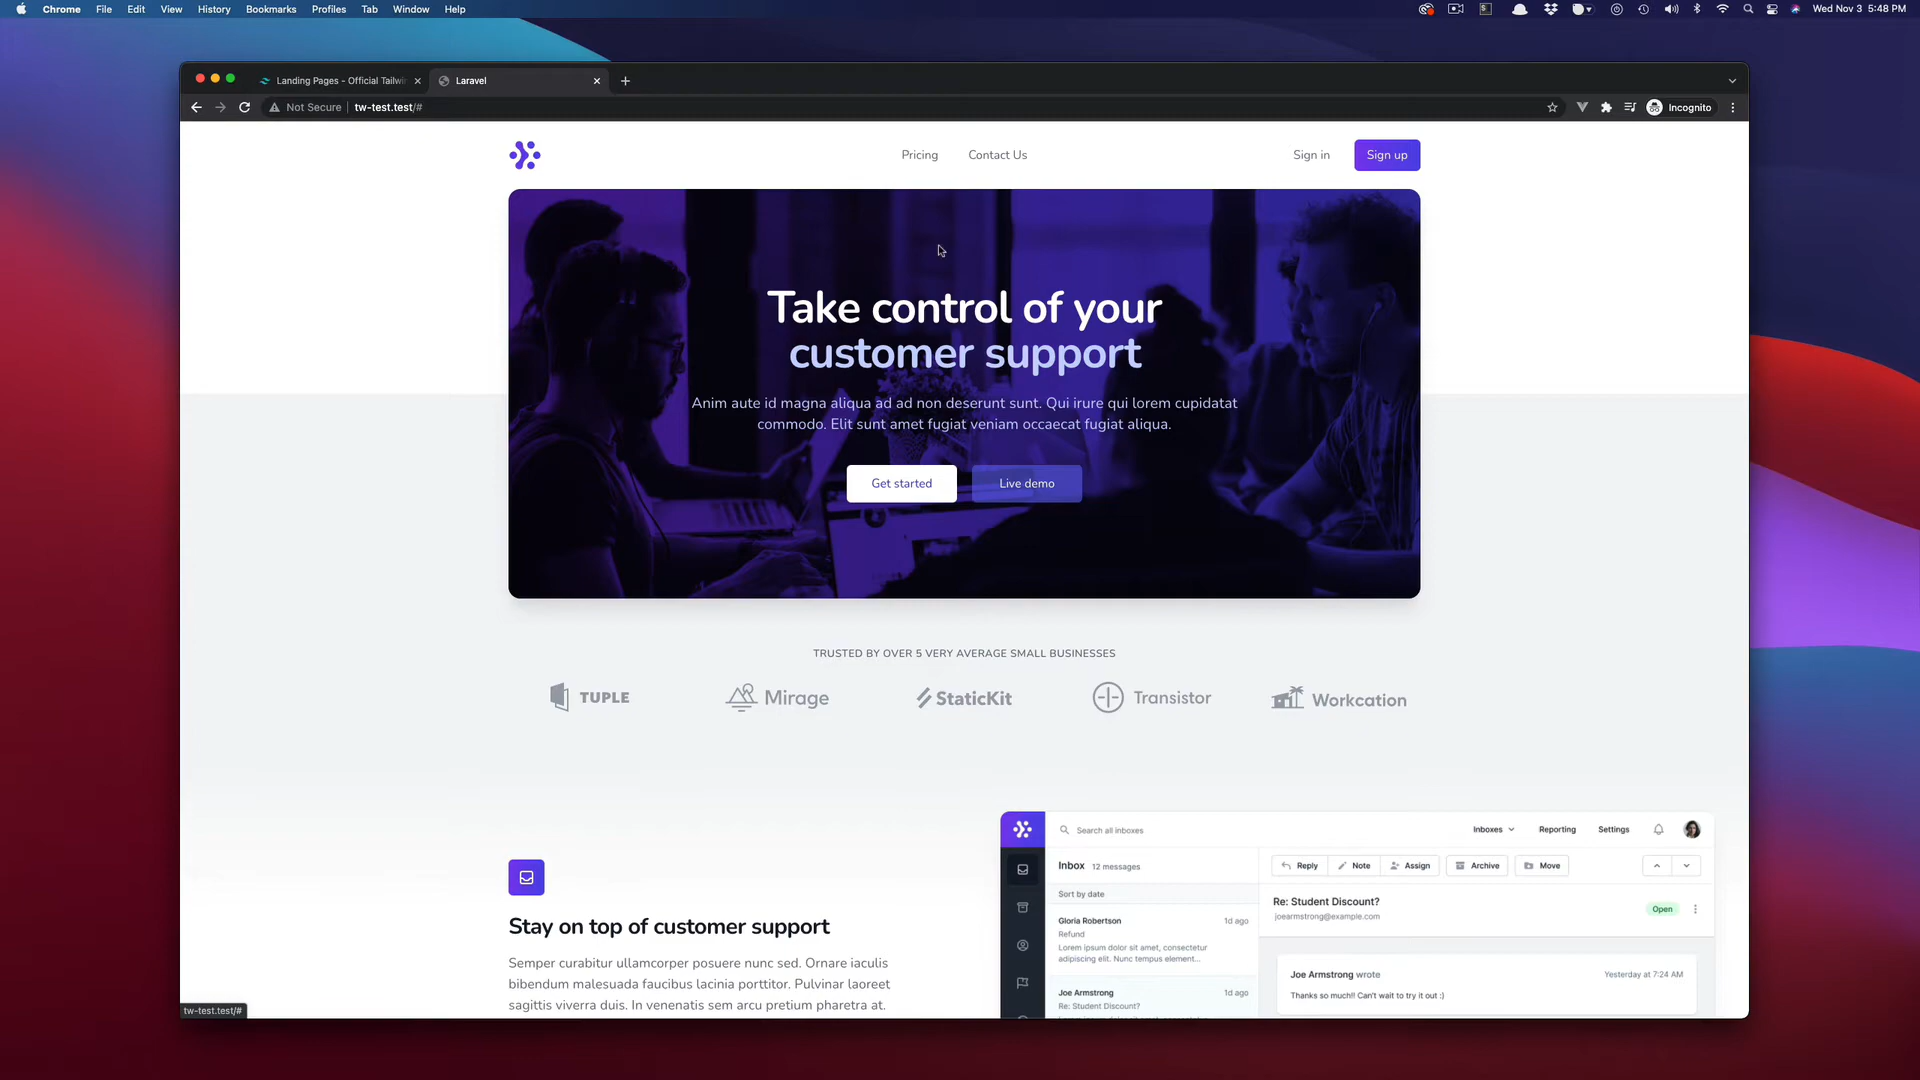 Chrome File Edit View History Bookmarks Profiles Tab Window Help
Wed Nov 3 5:48 PM
Landing Pages - Official Tailwi
Laravel
Not Secure
tw-test.test/#
Incognito
Pricing
Contact Us
Sign in
Sign up
Take control of your
customer support
Anim aute id magna aliqua ad ad non deserunt sunt. Qui irure qui lorem cupidatat
commodo. Elit sunt amet fugiat veniam occaecat fugiat aliqua.
Get started
Live demo
TRUSTED BY OVER 5 VERY AVERAGE SMALL BUSINESSES
TUPLE
Mirage
StaticKit
Transistor
Workcation
Stay on top of customer support
Semper curabitur ullamcorper posuere nunc sed. Ornare iaculis
bibendum malesuada faucibus lacinia porttitor. Pulvinar laoreet
sagittis viverra duis. In venenatis sem arcu pretium pharetra at.
Search all inboxes
Inboxes
Reporting
Settings
Inbox 12 messages
Reply
Note
Assign
Archive
Move
Sort by date
Gloria Robertson 1d ago
Refund
Lorem ipsum dolor sit amet, consectetur
adipiscing elit. Nunc tempus element...
Joe Armstrong 1d ago
Re: Student Discount?
Re: Student Discount?
joearmstrong@example.com
Open
Joe Armstrong wrote
Yesterday at 7:24 AM
Thanks so much!! Can't wait to try it out :)
tw-test.test/#